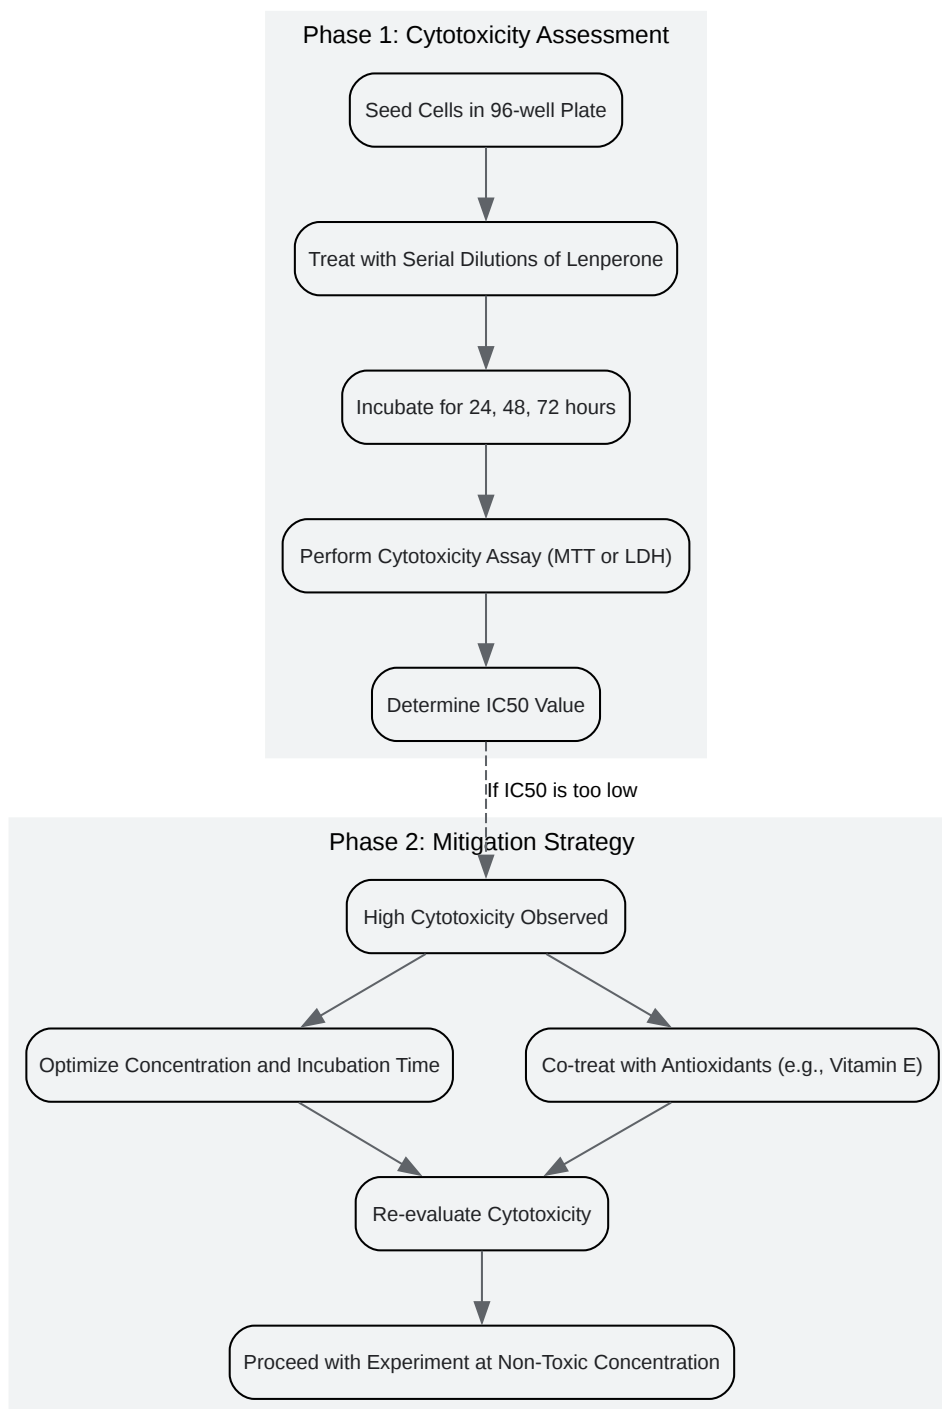 Phase 1: Cytotoxicity Assessment
Seed Cells in 96-well Plate
Treat with Serial Dilutions of Lenperone
Incubate for 24, 48, 72 hours
Perform Cytotoxicity Assay (MTT or LDH)
Determine IC50 Value
If IC50 is too low
Phase 2: Mitigation Strategy
High Cytotoxicity Observed
Optimize Concentration and Incubation Time
Co-treat with Antioxidants (e.g., Vitamin E)
Re-evaluate Cytotoxicity
Proceed with Experiment at Non-Toxic Concentration